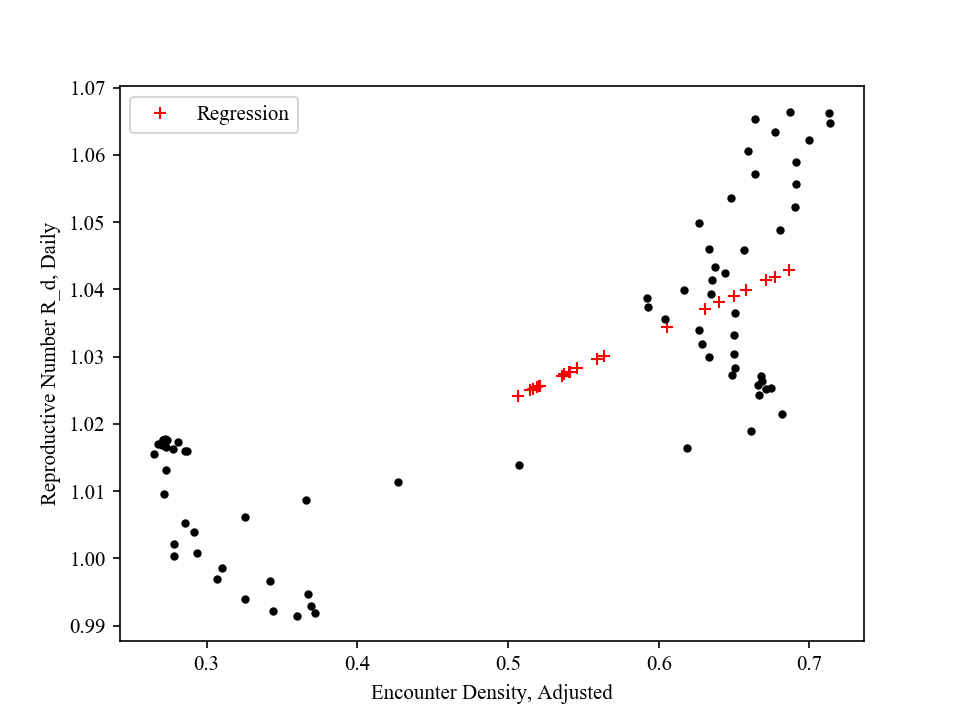 Regression
1.07
1.06
1.05
1.04
1.03
1.02
1.01
1.00
0.99
Reproductive Number R_d, Daily
0.3 0.4 0.5 0.6 0.7
Encounter Density, Adjusted